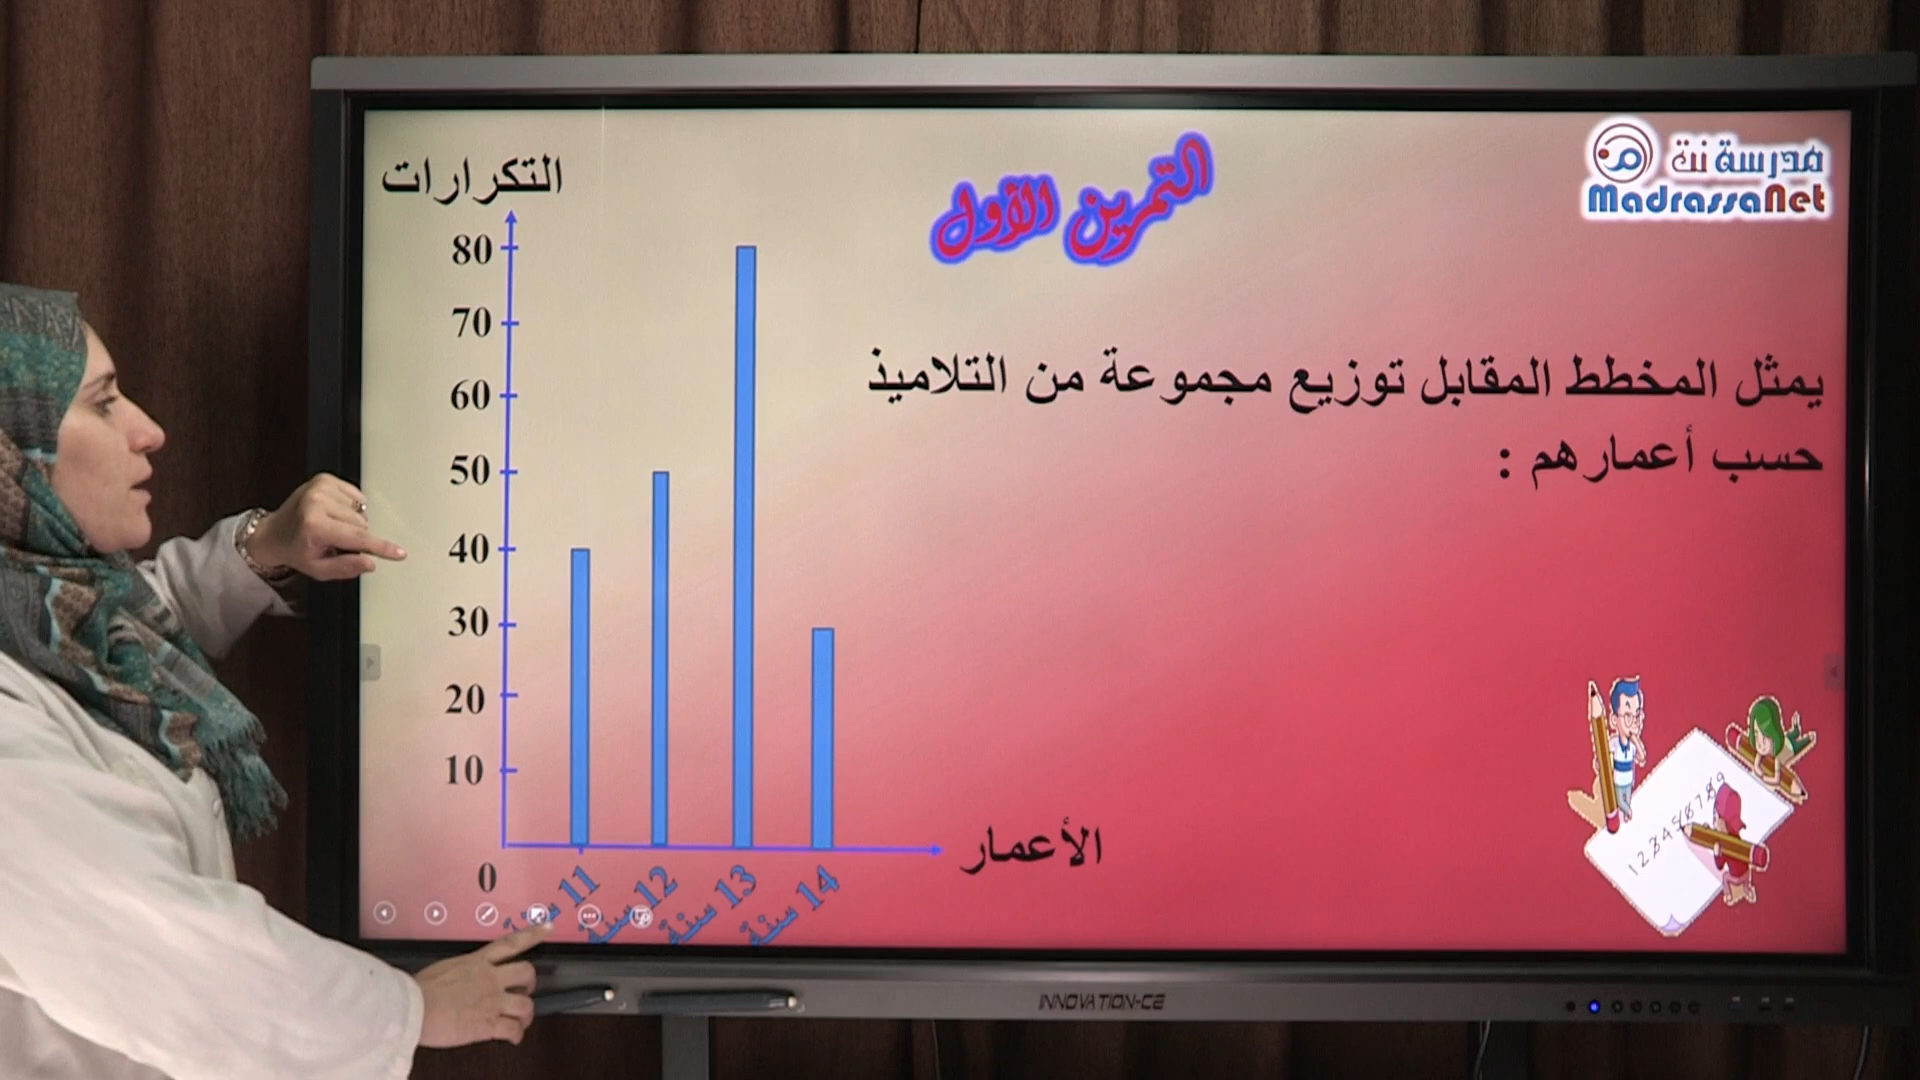 مدرسة نت
MadrassaNet
التمرين الأول
يمثل المخطط المقابل توزيع مجموعة من التلاميذ
حسب أعمارهم :
التكرارات
80
70
60
50
40
30
20
10
0
11 سنة
12 سنة
13 سنة
14 سنة
الأعمار
INNOVATION-CE